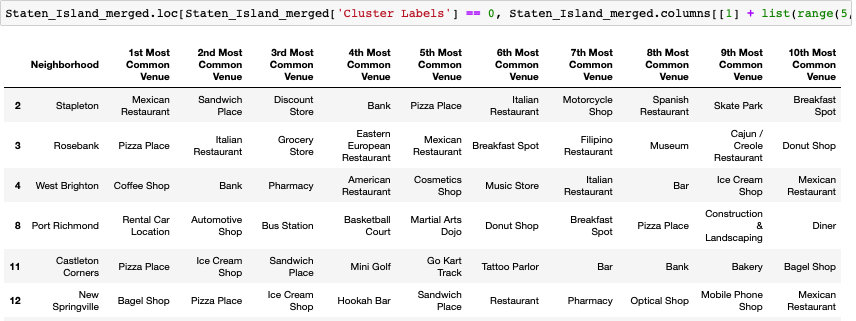 Staten_Island_merged.loc[Staten_Island_merged['Cluster Labels'] == 0, Staten_Island_merged.columns[[1] + list(range(5,
Neighborhood 1st Most Common Venue 2nd Most Common Venue 3rd Most Common Venue 4th Most Common Venue 5th Most Common Venue 6th Most Common Venue 7th Most Common Venue 8th Most Common Venue 9th Most Common Venue 10th Most Common Venue
2 Stapleton Mexican Restaurant Sandwich Place Discount Store Bank Pizza Place Italian Restaurant Motorcycle Shop Spanish Restaurant Skate Park Breakfast Spot
3 Rosebank Pizza Place Italian Restaurant Grocery Store Eastern European Restaurant Mexican Restaurant Breakfast Spot Filipino Restaurant Museum Cajun / Creole Restaurant Donut Shop
4 West Brighton Coffee Shop Bank Pharmacy American Restaurant Cosmetics Shop Music Store Italian Restaurant Bar Ice Cream Shop Mexican Restaurant
8 Port Richmond Rental Car Location Automotive Shop Bus Station Basketball Court Martial Arts Dojo Donut Shop Breakfast Spot Pizza Place Construction & Landscaping Diner
11 Castleton Corners Pizza Place Ice Cream Shop Sandwich Place Mini Golf Go Kart Track Tattoo Parlor Bar Bank Bakery Bagel Shop
12 New Springville Bagel Shop Pizza Place Ice Cream Shop Hookah Bar Sandwich Place Restaurant Pharmacy Optical Shop Mobile Phone Shop Mexican Restaurant